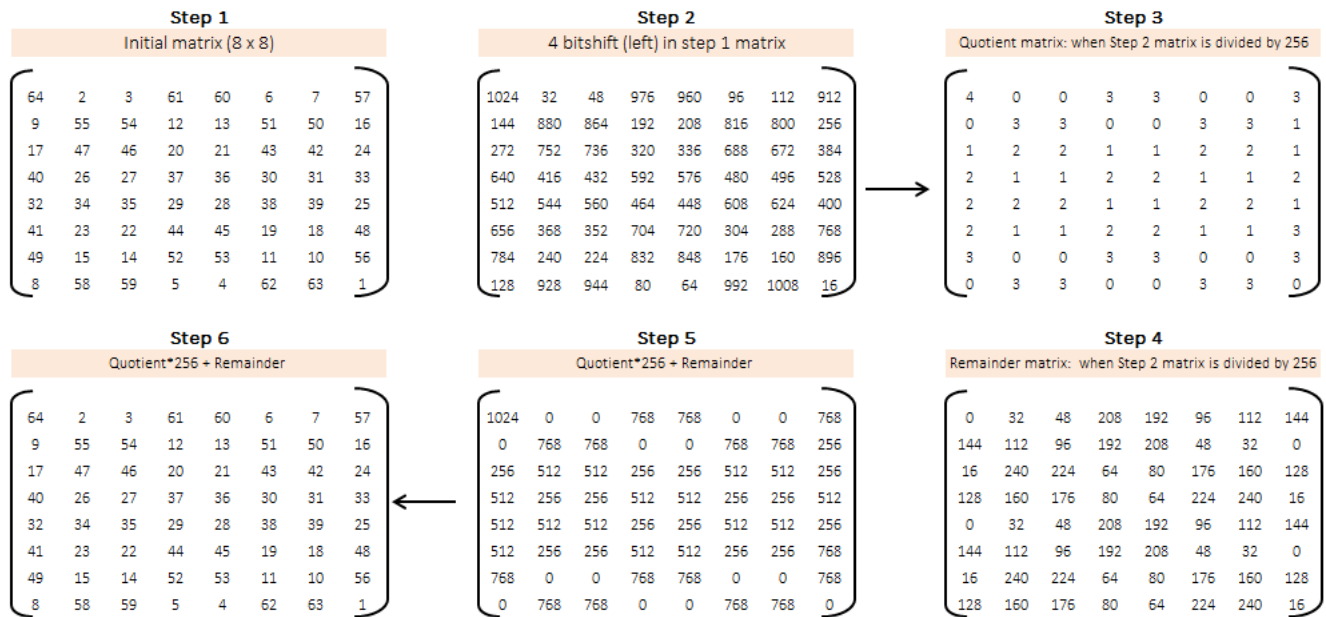 Step 1
Initial matrix (8 x 8)
64 2 3 61 60 6 7 57
9 55 54 12 13 51 50 16
17 47 46 20 21 43 42 24
40 26 27 37 36 30 31 33
32 34 35 29 28 38 39 25
41 23 22 44 45 19 18 48
49 15 14 52 53 11 10 56
8 58 59 5 4 62 63 1
Step 2
4 bitshift (left) in step 1 matrix
1024 32 48 976 960 96 112 912
144 880 864 192 208 816 800 256
272 752 736 320 336 688 672 384
640 416 432 592 576 480 496 528
512 544 560 464 448 608 624 400
656 368 352 704 720 304 288 768
784 240 224 832 848 176 160 896
128 928 944 80 64 992 1008 16
Step 3
Quotient matrix: when Step 2 matrix is divided by 256
4 0 0 3 3 0 0 3
0 3 3 0 0 3 3 1
1 2 2 1 1 2 2 1
2 1 1 2 2 1 1 2
2 2 2 1 1 2 2 1
2 1 1 2 2 1 1 3
3 0 0 3 3 0 0 3
0 3 3 0 0 3 3 0
Step 6
Quotient*256 + Remainder
64 2 3 61 60 6 7 57
9 55 54 12 13 51 50 16
17 47 46 20 21 43 42 24
40 26 27 37 36 30 31 33
32 34 35 29 28 38 39 25
41 23 22 44 45 19 18 48
49 15 14 52 53 11 10 56
8 58 59 5 4 62 63 1
Step 5
Quotient*256 + Remainder
1024 0 0 768 768 0 0 768
0 768 768 0 0 768 768 256
256 512 512 256 256 512 512 256
512 256 256 512 512 256 256 512
512 512 512 256 256 512 512 256
512 256 256 512 512 256 256 768
768 0 0 768 768 0 0 768
0 768 768 0 0 768 768 0
Step 4
Remainder matrix: when Step 2 matrix is divided by 256
0 32 48 208 192 96 112 144
144 112 96 192 208 48 32 0
16 240 224 64 80 176 160 128
128 160 176 80 64 224 240 16
0 32 48 208 192 96 112 144
144 112 96 192 208 48 32 0
16 240 224 64 80 176 160 128
128 160 176 80 64 224 240 16